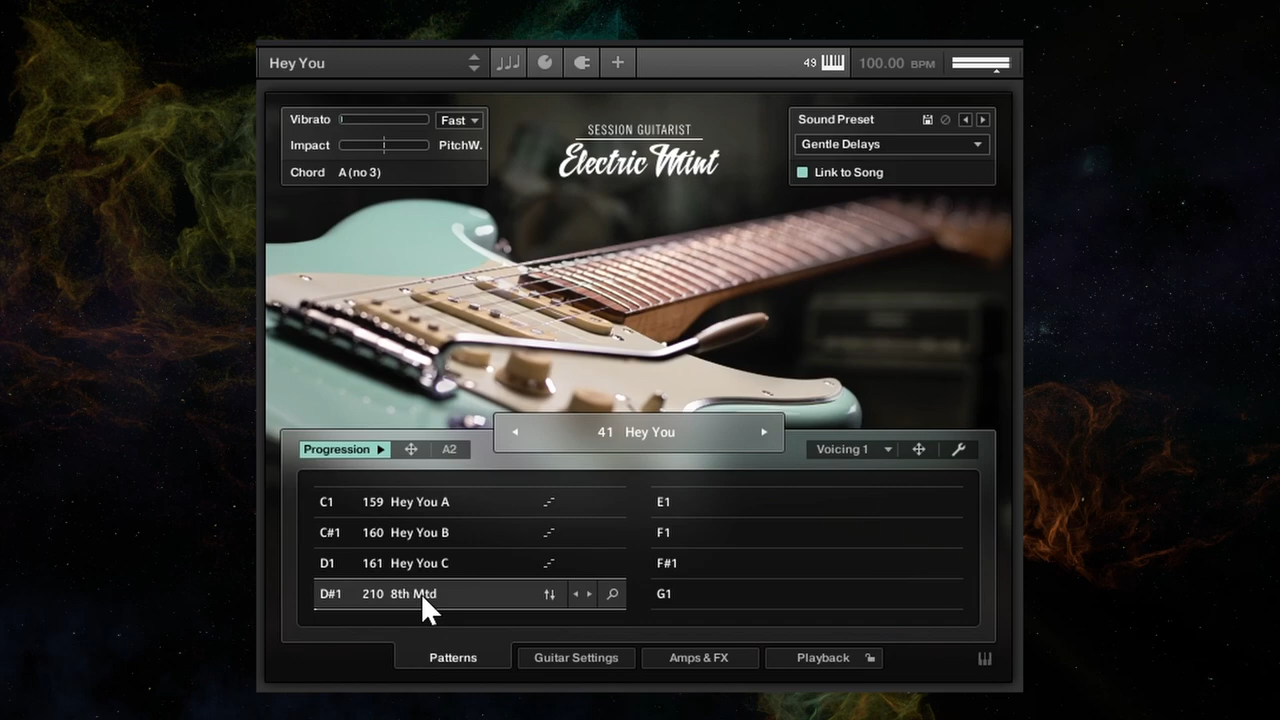 Hey You
49
100.00 BPM
Vibrato Fast
Impact PitchW.
Chord A (no 3)
SESSION GUITARIST
Electric Mint
Sound Preset
Gentle Delays
Link to Song
41 Hey You
Progression A2
Voicing 1
C1 159 Hey You A
C#1 160 Hey You B
D1 161 Hey You C
D#1 210 8th Mtd
E1
F1
F#1
G1
Patterns Guitar Settings Amps & FX Playback